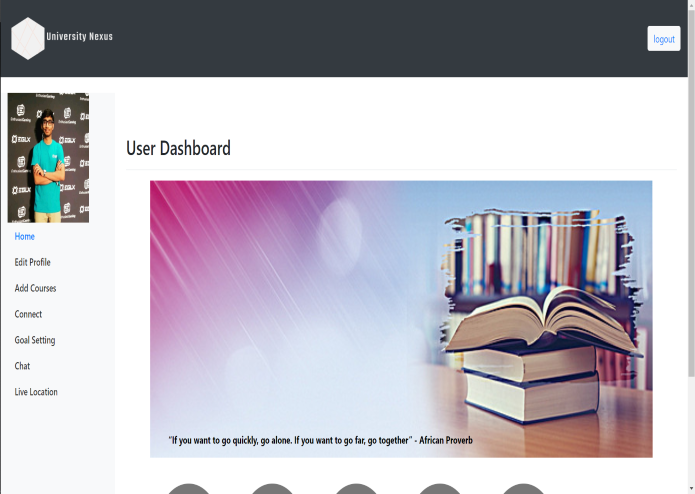 University Nexus
logout
User Dashboard
Home
Edit Profile
Add Courses
Connect
Goal Setting
Chat
Live Location
"If you want to go quickly, go alone. If you want to go far, go together" - African Proverb